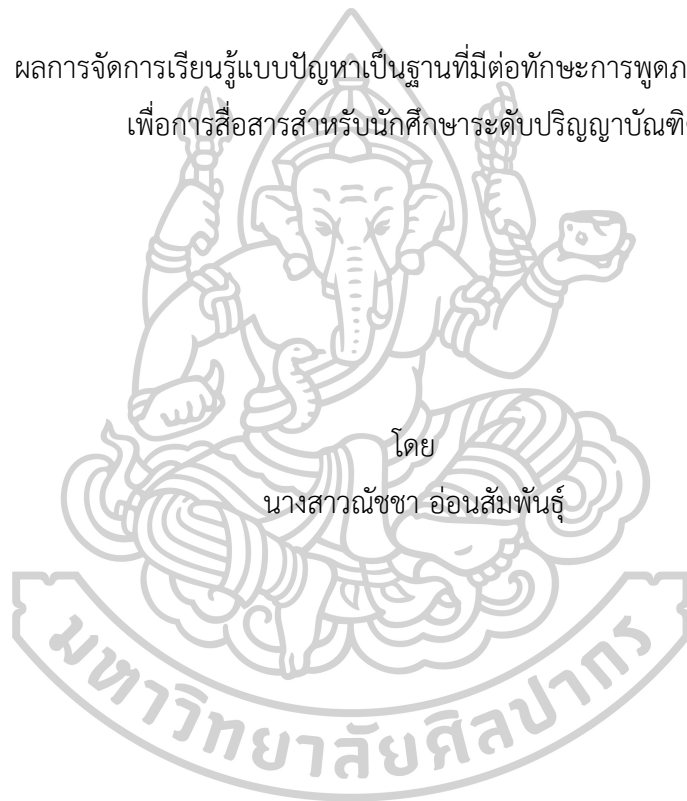 ผลการจัดการเรียนรู้แบบปัญหาเป็นฐานที่มีต่อทักษะการพูดภ
เพื่อการสื่อสารสำหรับนักศึกษาระดับปริญญาบัณฑิ
โดย
นางสาวณัชชา อ่อนสัมพันธุ์
มหาวิทยาลัยศิลปากร